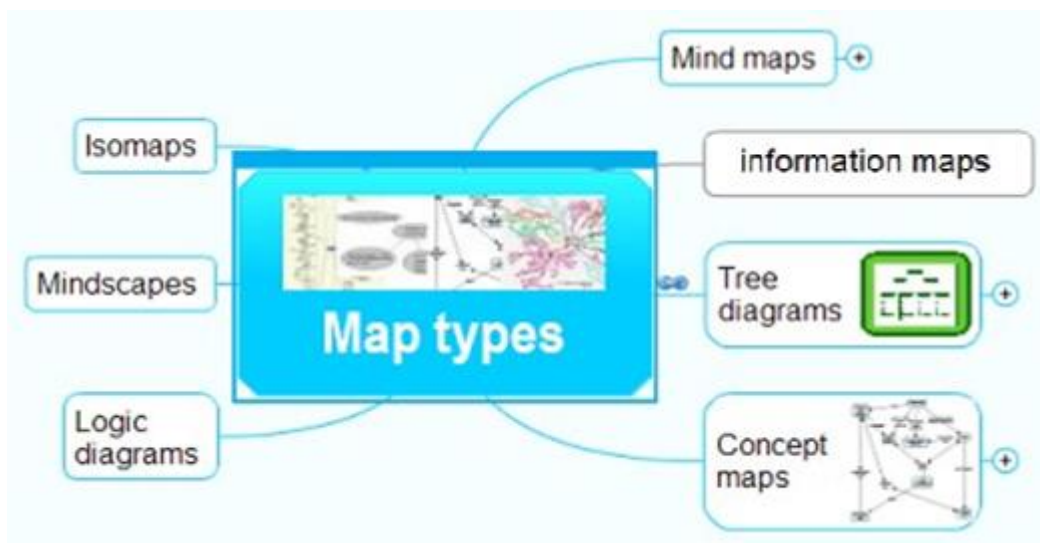 Mind maps
Isomaps
information maps
Mindscapes
Tree
diagrams
Map types
Logic
diagrams
Concept
maps